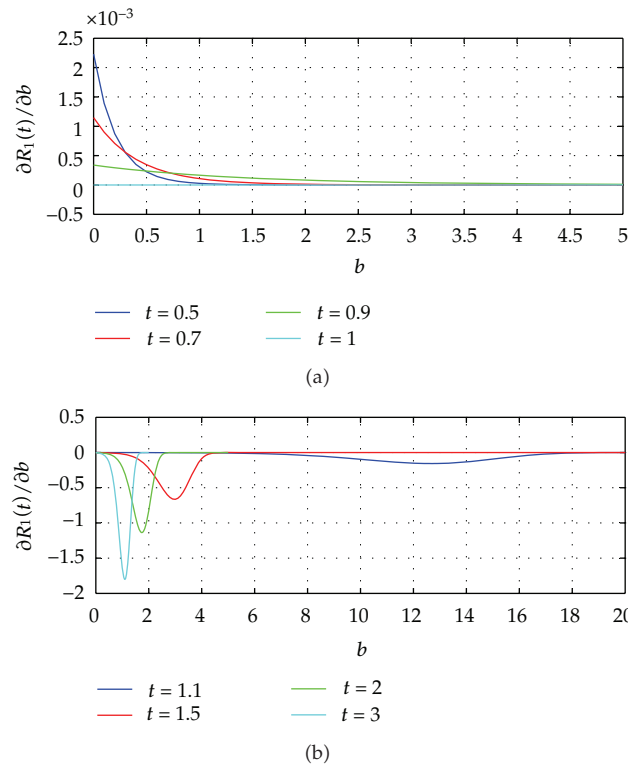 ×10⁻³
2.5
2
1.5
1
0.5
0
−0.5
∂R₁(t)/∂b
0 0.5 1 1.5 2 2.5 3 3.5 4 4.5 5
b
t = 0.5 t = 0.9
t = 0.7 t = 1
(a)
0.5
0
−0.5
−1
−1.5
−2
∂R₁(t)/∂b
0 2 4 6 8 10 12 14 16 18 20
b
t = 1.1 t = 2
t = 1.5 t = 3
(b)